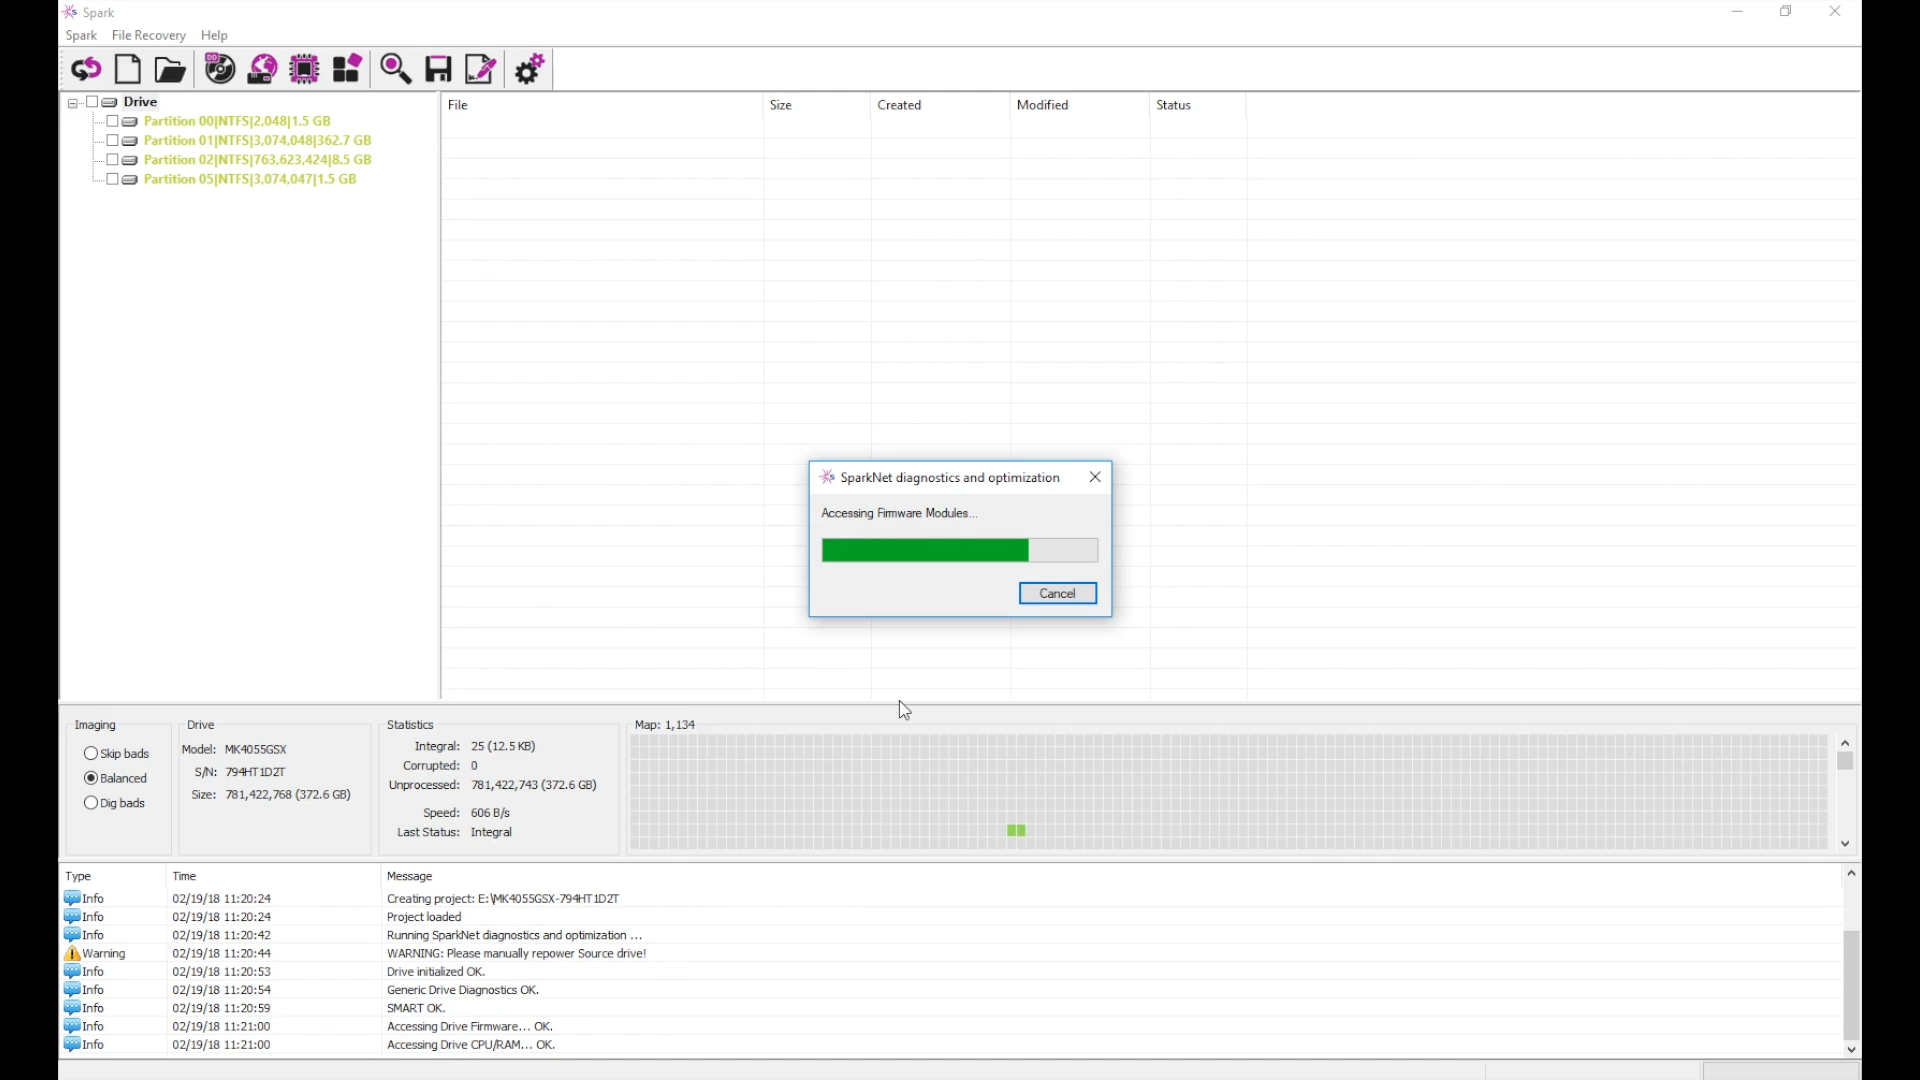 Spark
Spark File Recovery Help
Drive
Partition 00|NTFS|2,048|1.5 GB
Partition 01|NTFS|3,074,048|362.7 GB
Partition 02|NTFS|763,623,424|8.5 GB
Partition 05|NTFS|3,074,047|1.5 GB
File Size Created Modified Status
SparkNet diagnostics and optimization
Accessing Firmware Modules...
Cancel
Imaging
Skip bads
Balanced
Dig bads
Drive
Model: MK4055GSX
S/N: 794HT1D2T
Size: 781,422,768 (372.6 GB)
Statistics
Integral: 25 (12.5 KB)
Corrupted: 0
Unprocessed: 781,422,743 (372.6 GB)
Speed: 606 B/s
Last Status: Integral
Map: 1,134
Type Time Message
Info 02/19/18 11:20:24 Creating project: E:\MK4055GSX-794HT1D2T
Info 02/19/18 11:20:24 Project loaded
Info 02/19/18 11:20:42 Running SparkNet diagnostics and optimization ...
Warning 02/19/18 11:20:44 WARNING: Please manually repower Source drive!
Info 02/19/18 11:20:53 Drive initialized OK.
Info 02/19/18 11:20:54 Generic Drive Diagnostics OK.
Info 02/19/18 11:20:59 SMART OK.
Info 02/19/18 11:21:00 Accessing Drive Firmware... OK.
Info 02/19/18 11:21:00 Accessing Drive CPU/RAM... OK.